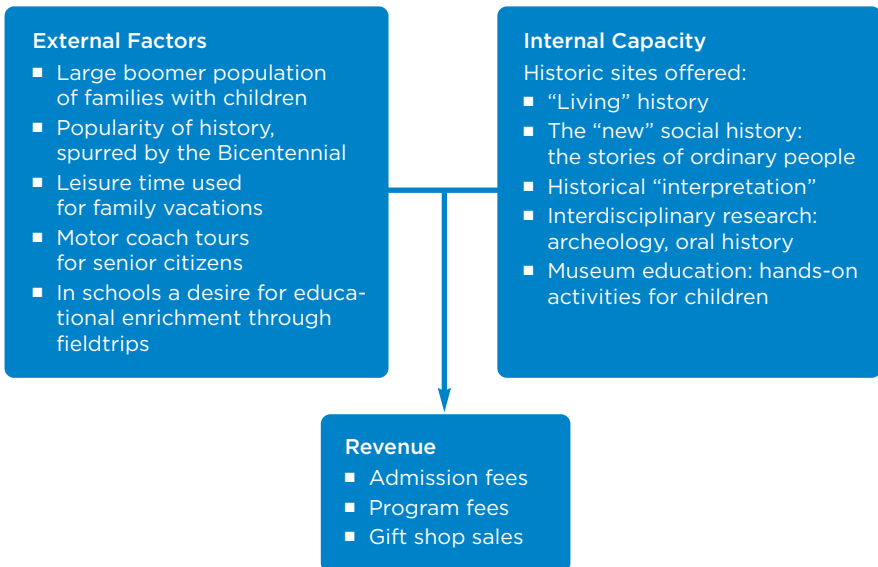 External Factors
■ Large boomer population
of families with children
■ Popularity of history,
spurred by the Bicentennial
■ Leisure time used
for family vacations
■ Motor coach tours
for senior citizens
■ In schools a desire for educa-
tional enrichment through
fieldtrips
Internal Capacity
Historic sites offered:
■ “Living” history
■ The “new” social history:
the stories of ordinary people
■ Historical “interpretation”
■ Interdisciplinary research:
archeology, oral history
■ Museum education: hands-on
activities for children
Revenue
■ Admission fees
■ Program fees
■ Gift shop sales